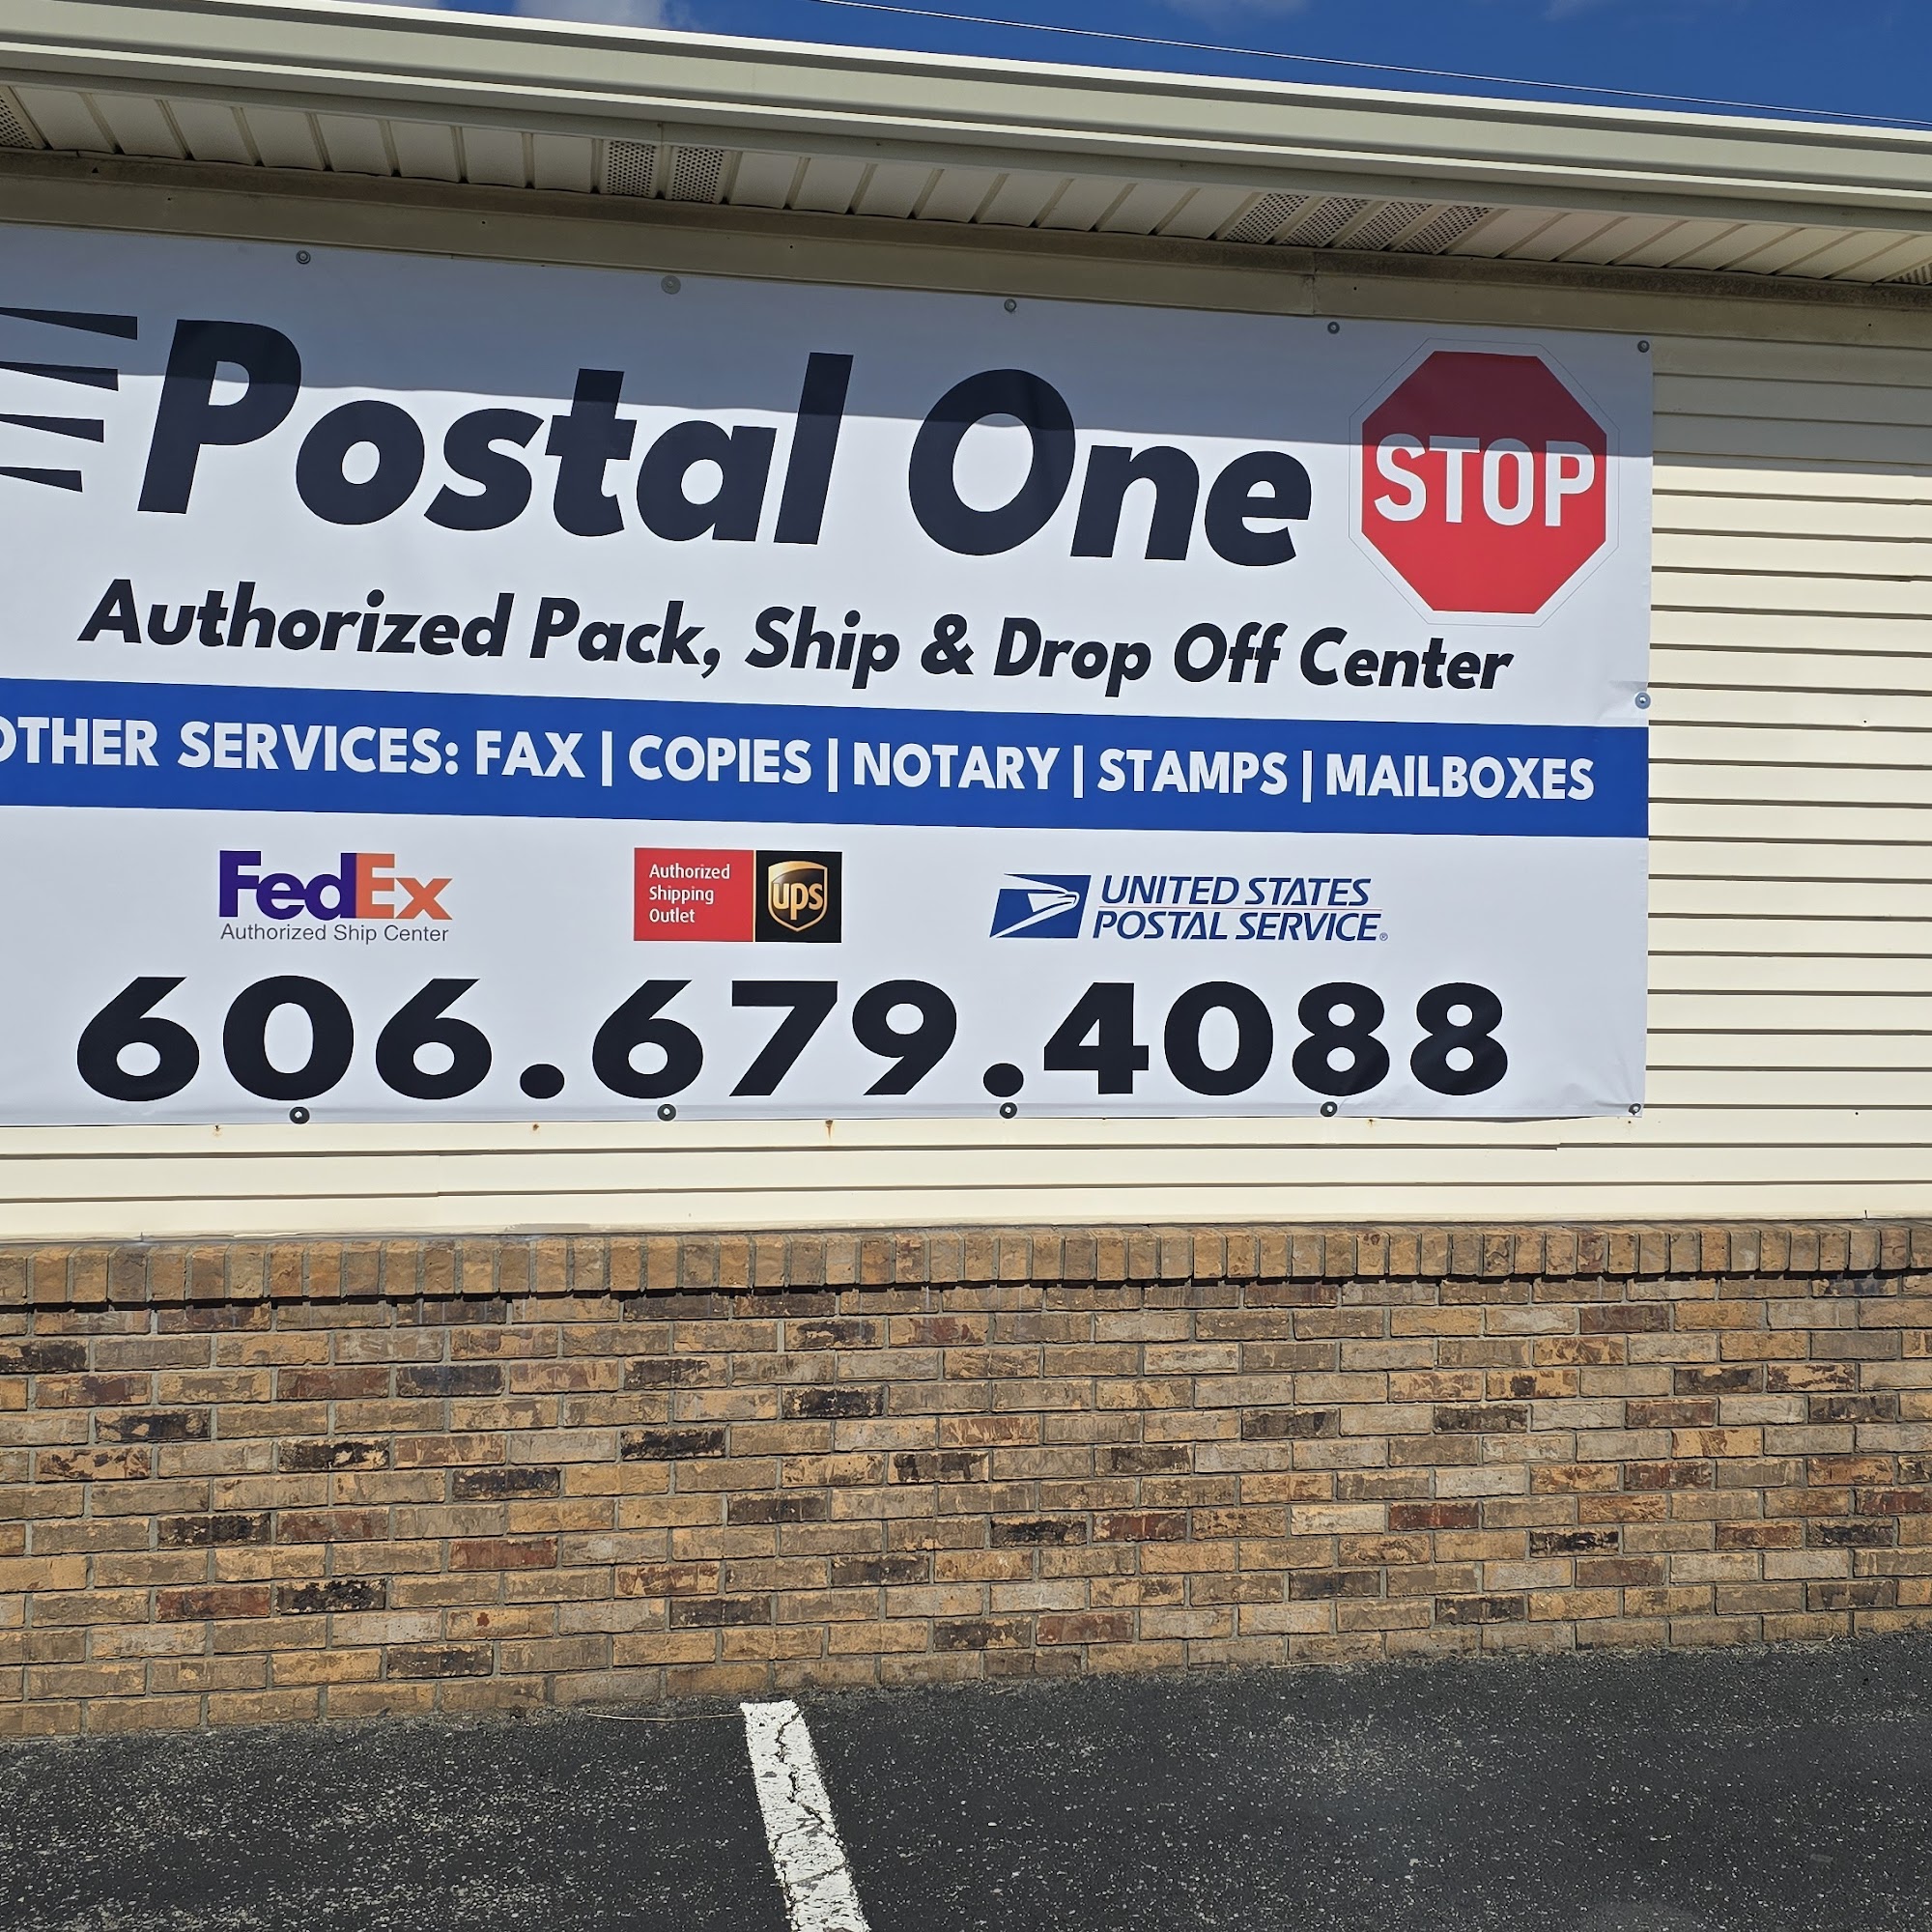 Postal One STOP
Authorized Pack, Ship & Drop Off Center
OTHER SERVICES: FAX | COPIES | NOTARY | STAMPS | MAILBOXES
FedEx
Authorized Ship Center
Authorized
Shipping
Outlet
ups
UNITED STATES
POSTAL SERVICE®
606.679.4088